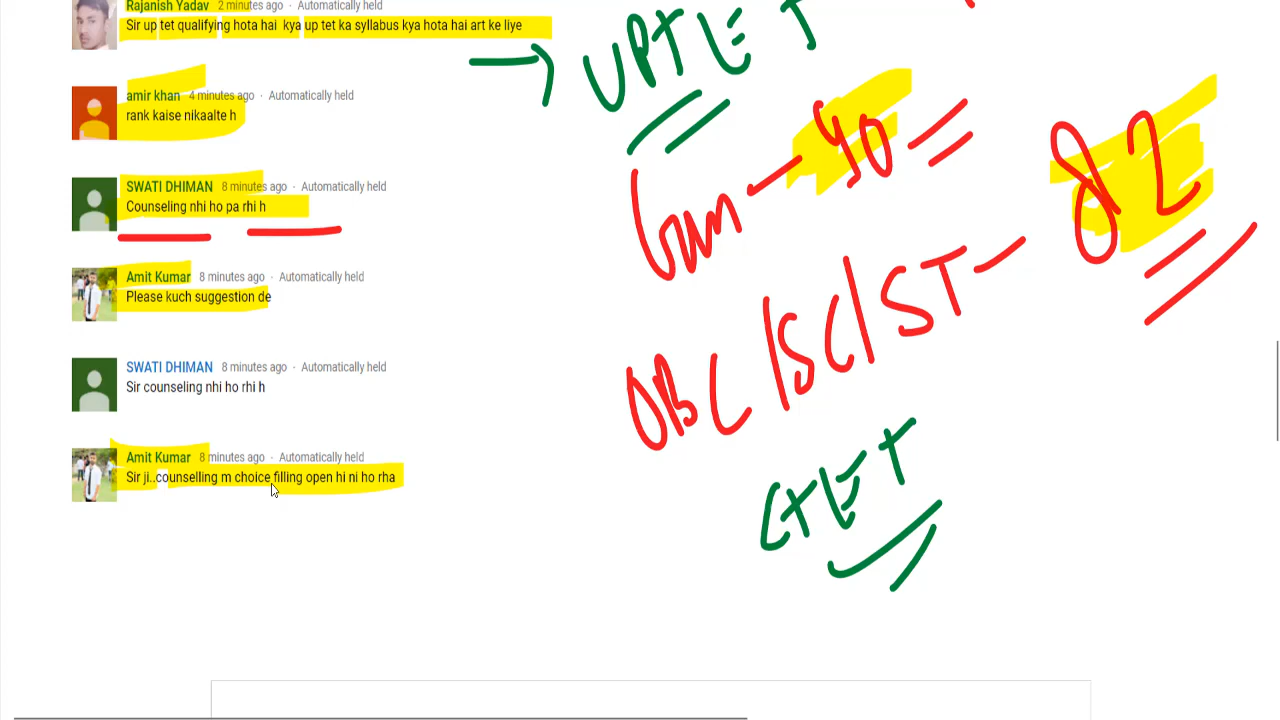 Rajanish Yadav 2 minutes ago · Automatically held
Sir up tet qualifying hota hai kya up tet ka syllabus kya hota hai art ke liye
amir khan 4 minutes ago · Automatically held
rank kaise nikaalte h
SWATI DHIMAN 8 minutes ago · Automatically held
Counseling nhi ho pa rhi h
Amit Kumar 8 minutes ago · Automatically held
Please kuch suggestion de
SWATI DHIMAN 8 minutes ago · Automatically held
Sir counseling nhi ho rhi h
Amit Kumar 8 minutes ago · Automatically held
Sir ji..counselling m choice filling open hi ni ho rha
→ UPTET
Gen - 90
OBC/SC/ST - 82
CTET